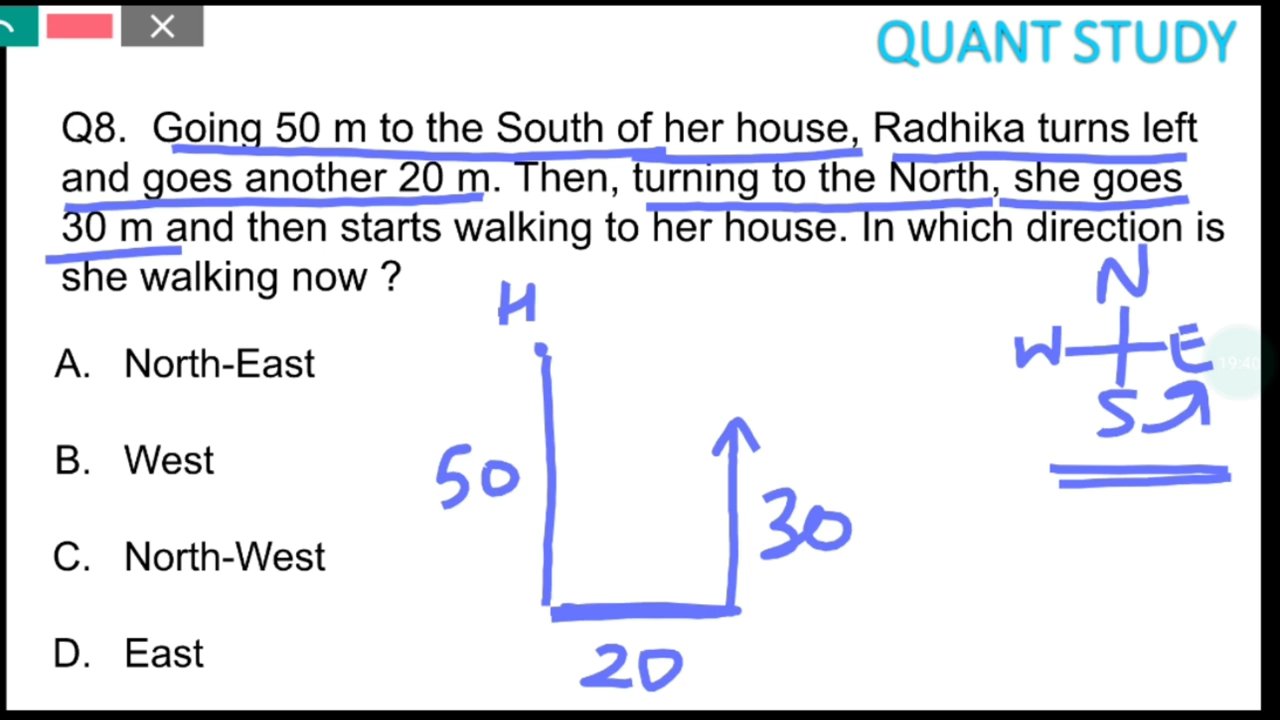 QUANT STUDY
Q8. Going 50 m to the South of her house, Radhika turns left
and goes another 20 m. Then, turning to the North, she goes
30 m and then starts walking to her house. In which direction is
she walking now ?
A. North-East
B. West
C. North-West
D. East
H
50
20
30
N
W E
S
19:40